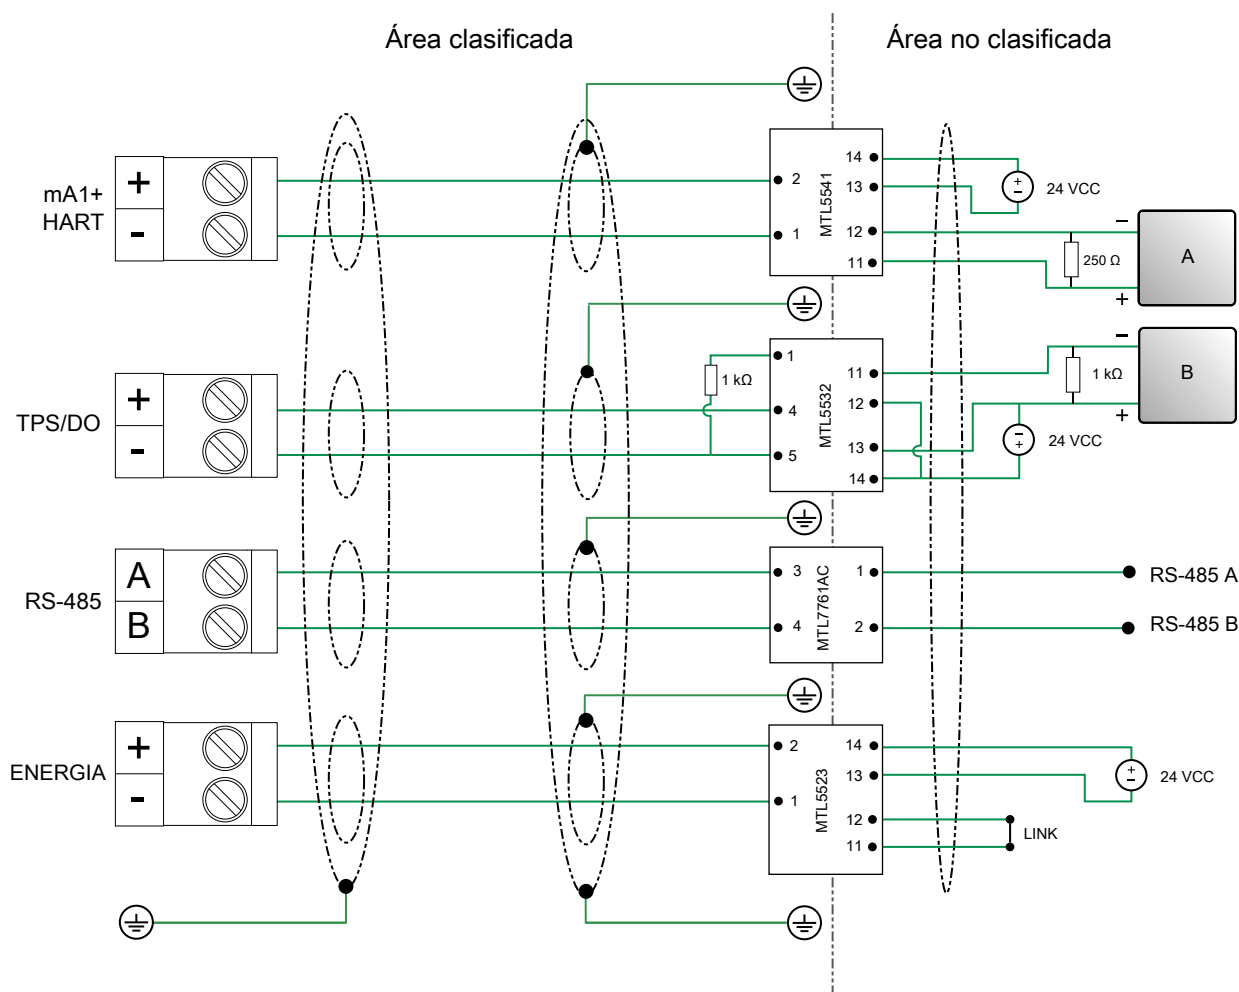 Área clasificada
Área no clasificada
mA1+
HART
+
-
2
1
MTL5541
14
13
12
11
+
-
24 VCC
250 Ω
-
+
A
TPS/DO
+
-
1 kΩ
1
4
5
MTL5532
11
12
13
14
-
+
24 VCC
1 kΩ
-
+
B
RS-485
A
B
3
4
MTL7761AC
1
2
RS-485 A
RS-485 B
ENERGIA
+
-
2
1
MTL5523
14
13
12
11
+
-
24 VCC
LINK